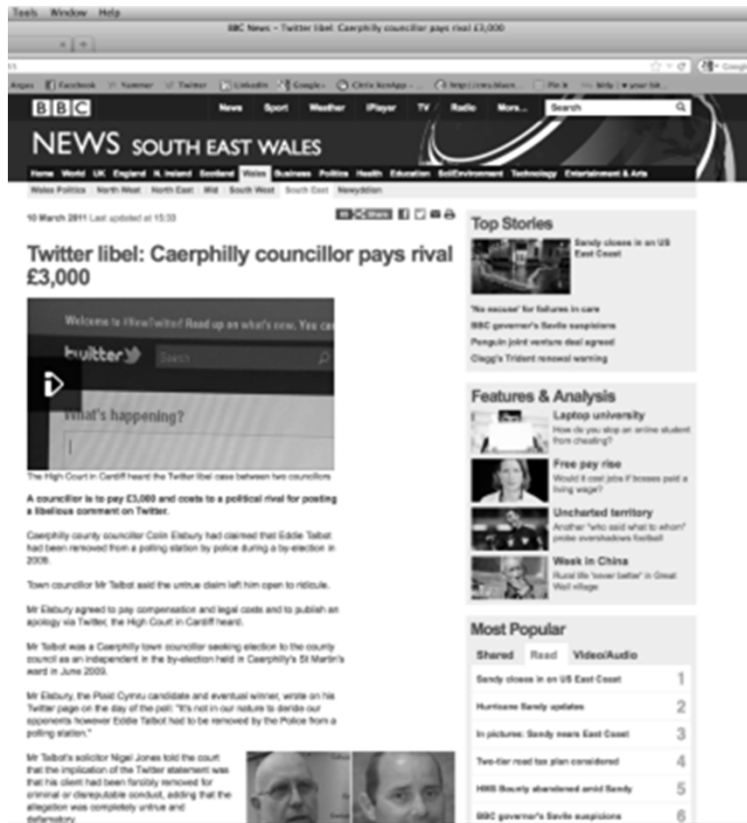 Tools Window Help
BBC News - Twitter libel: Caerphilly councillor pays rival £3,000
Facebook Yammer Twitter LinkedIn Google+ Citrix XenApp - ... Pin It
BBC
News Sport Weather iPlayer TV Radio More... Search
NEWS SOUTH EAST WALES
Home World UK England N. Ireland Scotland Wales Business Politics Health Education Sci/Environment Technology Entertainment & Arts
Wales Politics North West North East Mid South West South East Newyddion
10 March 2011 Last updated at 15:33
Share
Twitter libel: Caerphilly councillor pays rival
£3,000
Welcome to #NewTwitter! Read up on what's new. You can
twitter Search
What's happening?
The High Court in Cardiff heard the Twitter libel case between two councillors
A councillor is to pay £3,000 and costs to a political rival for posting
a libellous comment on Twitter.
Caerphilly county councillor Colin Elsbury had claimed that Eddie Talbot
had been removed from a polling station by police during a by-election in
2009.
Town councillor Mr Talbot said the untrue claim left him open to ridicule.
Mr Elsbury agreed to pay compensation and legal costs and to publish an
apology via Twitter, the High Court in Cardiff heard.
Mr Talbot was a Caerphilly town councillor seeking election to the county
council as an independent in the by-election held in Caerphilly's St Martin's
ward in June 2009.
Mr Elsbury, the Plaid Cymru candidate and eventual winner, wrote on his
Twitter page on the day of the poll: "It's not in our nature to deride our
opponents however Eddie Talbot had to be removed by the Police from a
polling station."
Mr Talbot's solicitor Nigel Jones told the court
that the implication of the Twitter statement was
that his client had been forcibly removed for
criminal or disreputable conduct, adding that the
allegation was completely untrue and
defamatory.
Top Stories
Sandy closes in on US
East Coast
'No excuse' for failures in care
BBC governor's Savile suspicions
Penguin joint venture deal agreed
Clegg's Trident renewal warning
Features & Analysis
Laptop university
How do you stop an online student
from cheating?
Free pay rise
Would it cost jobs if bosses paid a
living wage?
Uncharted territory
Another "who said what to whom"
probe overshadows football
Week in China
Rural life 'never better' in Great
Wall village
Most Popular
Shared Read Video/Audio
Sandy closes in on US East Coast 1
Hurricane Sandy updates 2
In pictures: Sandy nears East Coast 3
Two-tier road tax plan considered 4
HMS Bounty abandoned amid Sandy 5
BBC governor's Savile suspicions 6